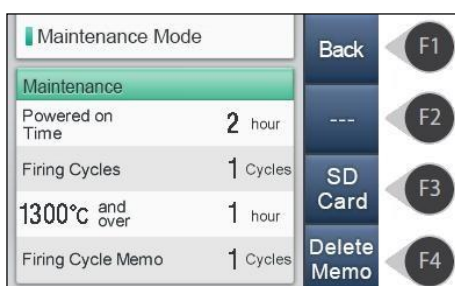 Maintenance Mode
Back
F1
Maintenance
Powered on Time
2 hour
---
F2
Firing Cycles
1 Cycles
SD Card
F3
1300°c and over
1 hour
Firing Cycle Memo
1 Cycles
Delete Memo
F4